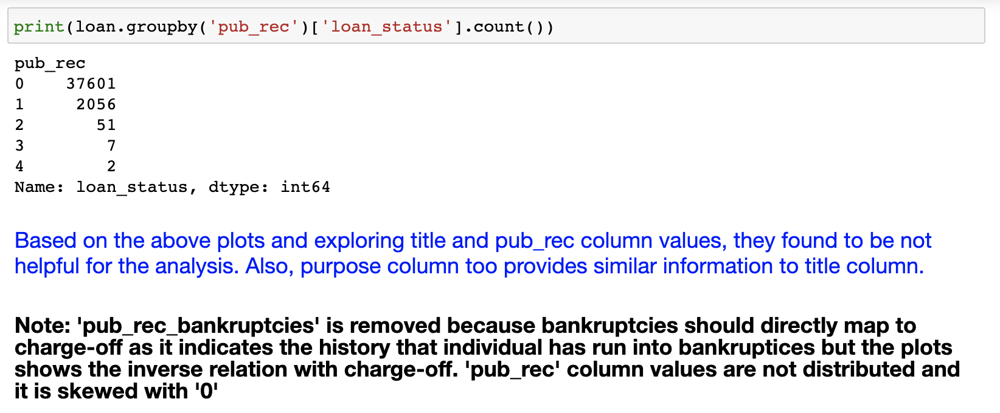 print(loan.groupby('pub_rec')['loan_status'].count())
pub_rec
0    37601
1     2056
2       51
3        7
4        2
Name: loan_status, dtype: int64
Based on the above plots and exploring title and pub_rec column values, they found to be not
helpful for the analysis. Also, purpose column too provides similar information to title column.
Note: 'pub_rec_bankruptcies' is removed because bankruptcies should directly map to
charge-off as it indicates the history that individual has run into bankruptices but the plots
shows the inverse relation with charge-off. 'pub_rec' column values are not distributed and
it is skewed with '0'